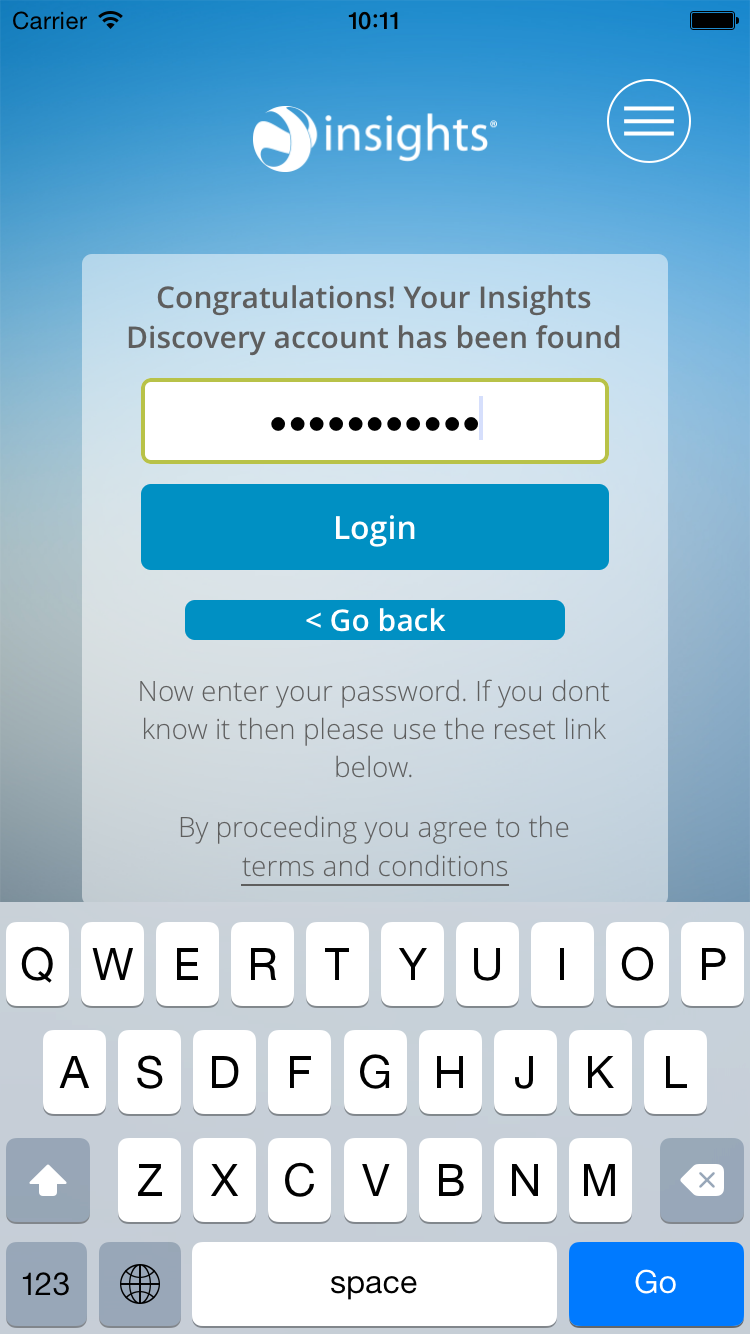 Carrier 10:11
insights®
Congratulations! Your Insights
Discovery account has been found
•••••••••••
Login
< Go back
Now enter your password. If you dont
know it then please use the reset link
below.
By proceeding you agree to the
terms and conditions
Q W E R T Y U I O P
A S D F G H J K L
Z X C V B N M
123 space Go